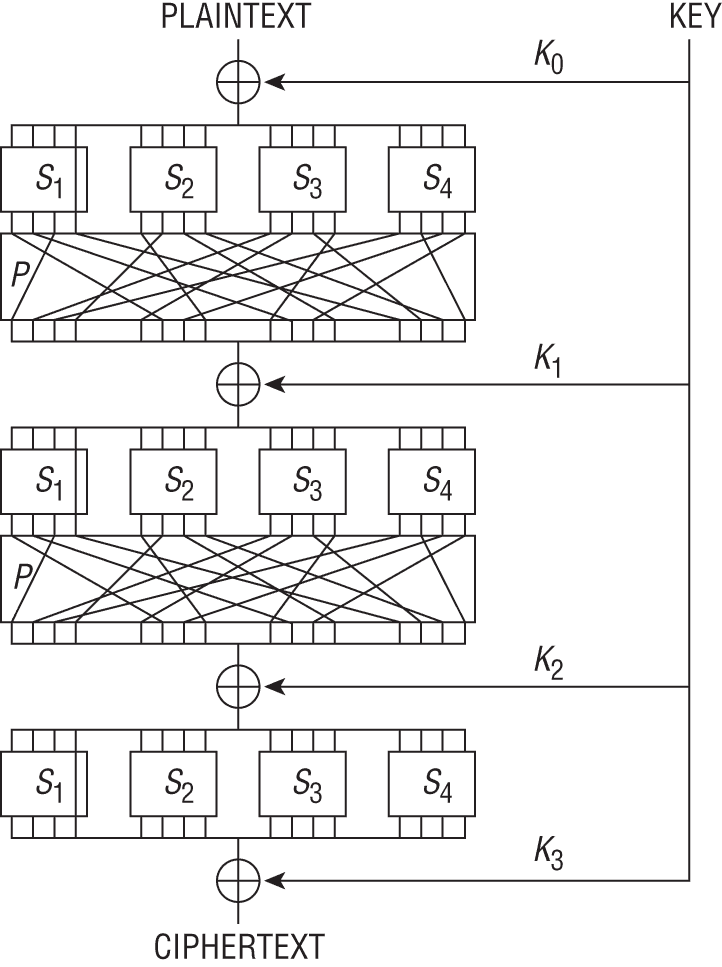 PLAINTEXT KEY
K0
S1 S2 S3 S4
P
K1
S1 S2 S3 S4
P
K2
S1 S2 S3 S4
K3
CIPHERTEXT